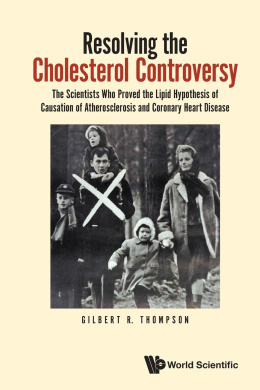 Resolving the
Cholesterol Controversy
The Scientists Who Proved the Lipid Hypothesis of
Causation of Atherosclerosis and Coronary Heart Disease
GILBERT R. THOMPSON
World Scientific